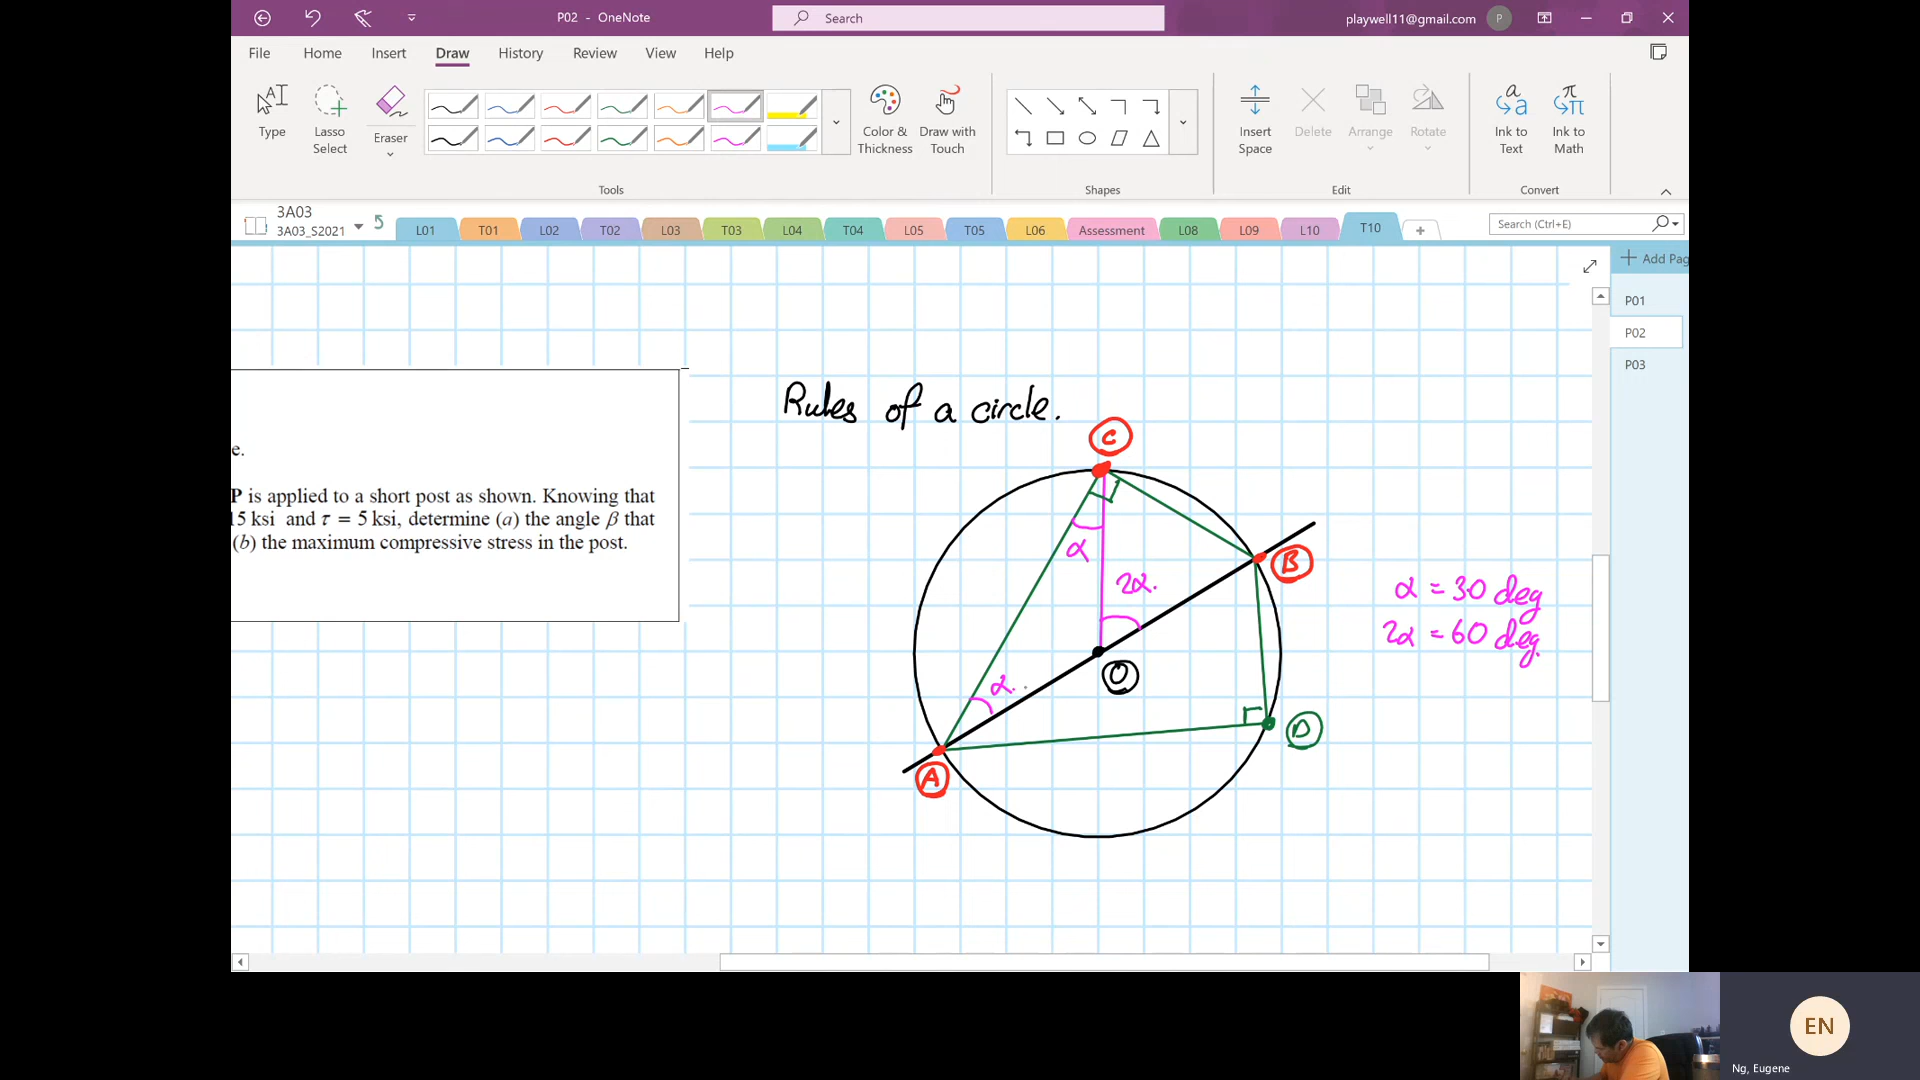 P02 - OneNote
Search
playwell11@gmail.com
P
File
Home
Insert
Draw
History
Review
View
Help
Type
Lasso
Select
Eraser
Color &
Thickness
Draw with
Touch
Insert
Space
Delete
Arrange
Rotate
Ink to
Text
Ink to
Math
Tools
Shapes
Edit
Convert
3A03
3A03_S2021
L01
T01
L02
T02
L03
T03
L04
T04
L05
T05
L06
Assessment
L08
L09
L10
T10
Search (Ctrl+E)
Add Pag
P01
P02
P03
e.
P is applied to a short post as shown. Knowing that
15 ksi and τ = 5 ksi, determine (a) the angle β that
(b) the maximum compressive stress in the post.
Rules of a circle.
C
α
2α.
B
α = 30 deg
2α = 60 deg.
O
α.
D
A
EN
Ng, Eugene